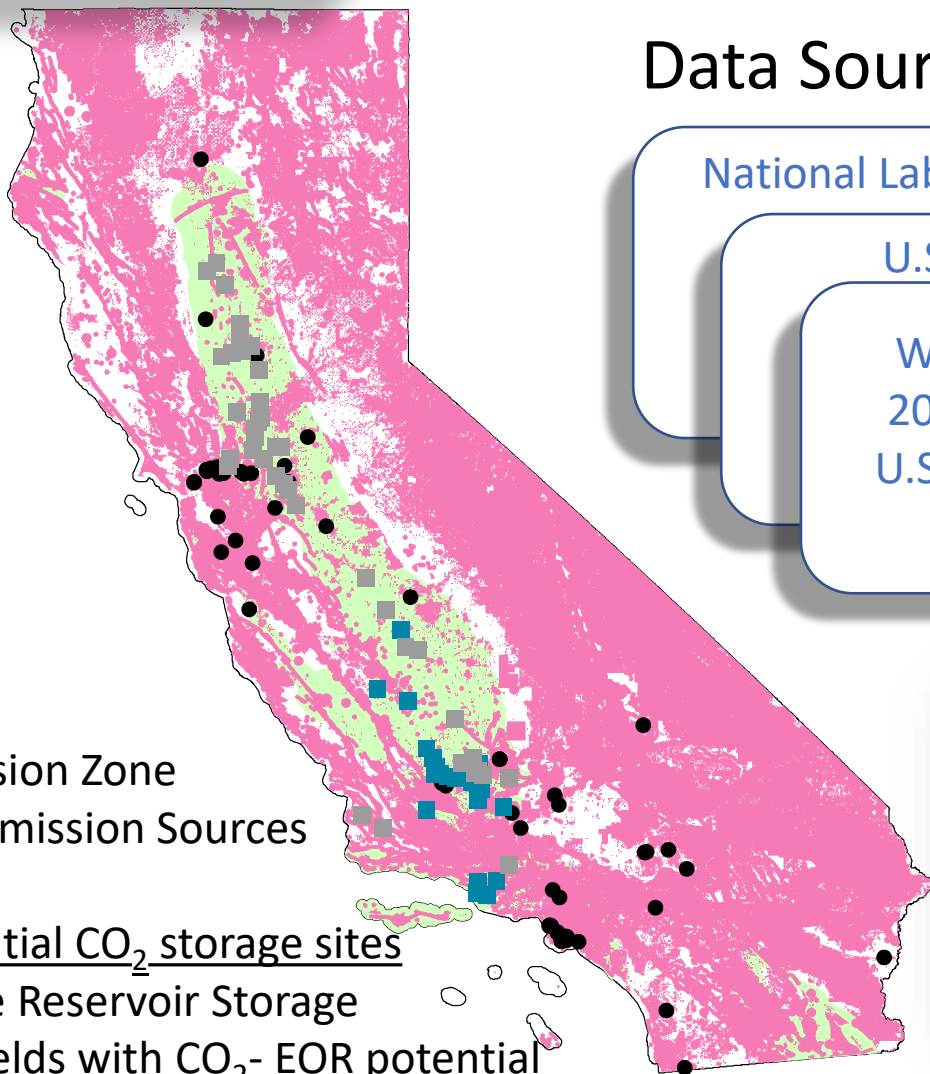 Data Sour
National Lab
U.S
W
20
U.S
sion Zone
mission Sources
tial CO₂ storage sites
e Reservoir Storage
elds with CO₂- EOR potential